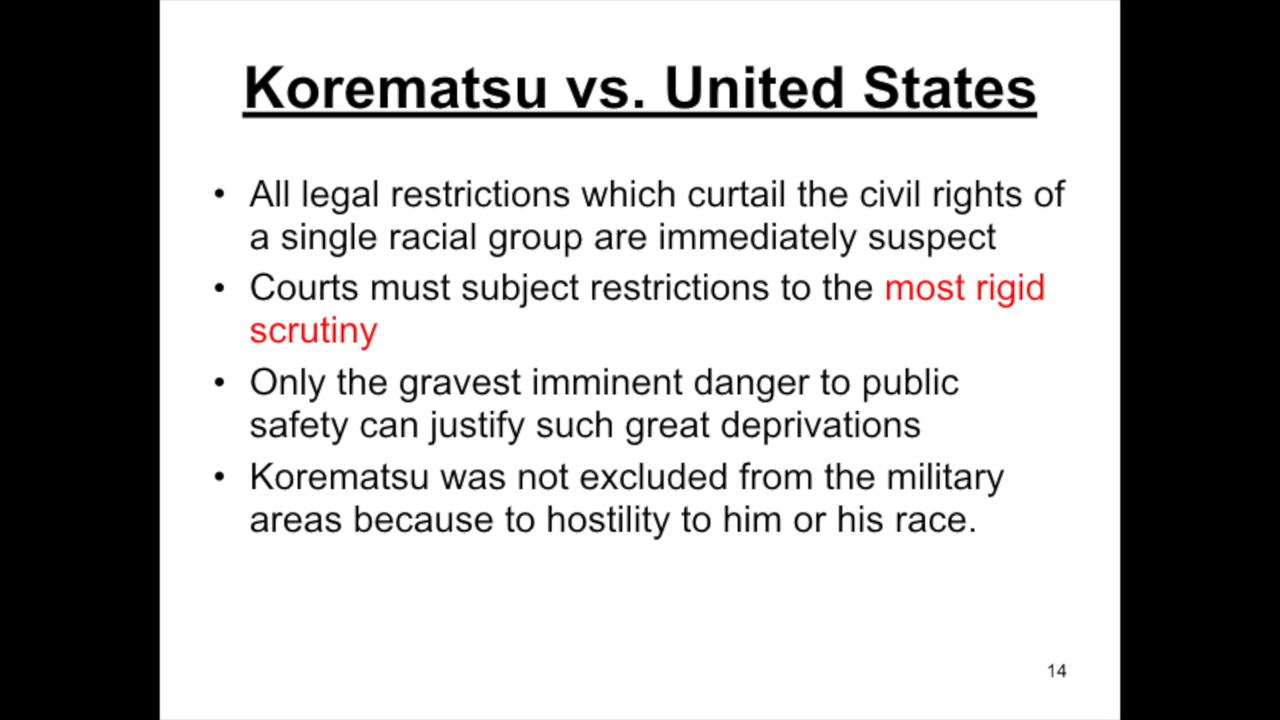 Korematsu vs. United States
• All legal restrictions which curtail the civil rights of
a single racial group are immediately suspect
• Courts must subject restrictions to the most rigid
scrutiny
• Only the gravest imminent danger to public
safety can justify such great deprivations
• Korematsu was not excluded from the military
areas because to hostility to him or his race.
14